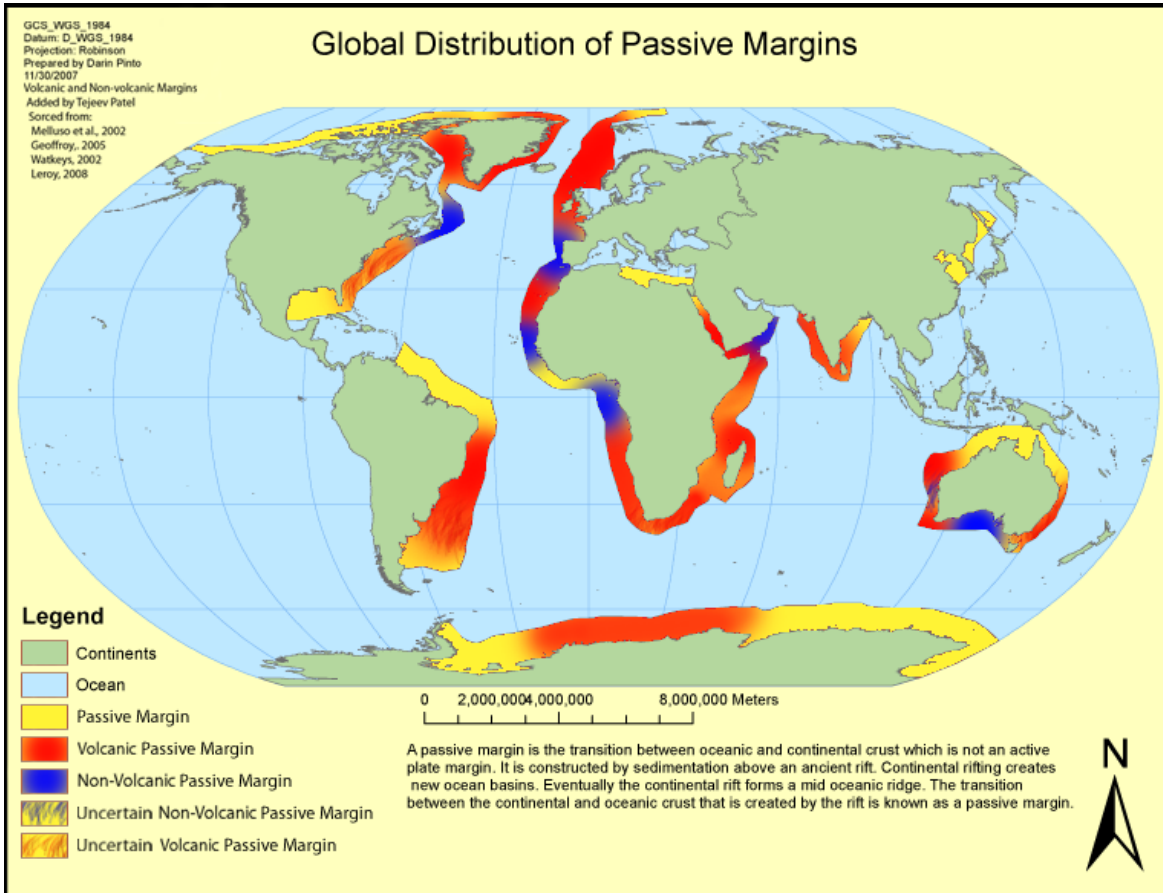 GCS_WGS_1984
Datum: D_WGS_1984
Projection: Robinson
Prepared by Darin Pinto
11/30/2007
Volcanic and Non-volcanic Margins
Added by Tejeev Patel
Sorced from:
Melluso et al., 2002
Geoffroy,. 2005
Watkeys, 2002
Leroy, 2008
Global Distribution of Passive Margins
Legend
Continents
Ocean
Passive Margin
Volcanic Passive Margin
Non-Volcanic Passive Margin
Uncertain Non-Volcanic Passive Margin
Uncertain Volcanic Passive Margin
0 2,000,000 4,000,000 8,000,000 Meters
A passive margin is the transition between oceanic and continental crust which is not an active
plate margin. It is constructed by sedimentation above an ancient rift. Continental rifting creates
new ocean basins. Eventually the continental rift forms a mid oceanic ridge. The transition
between the continental and oceanic crust that is created by the rift is known as a passive margin.
N